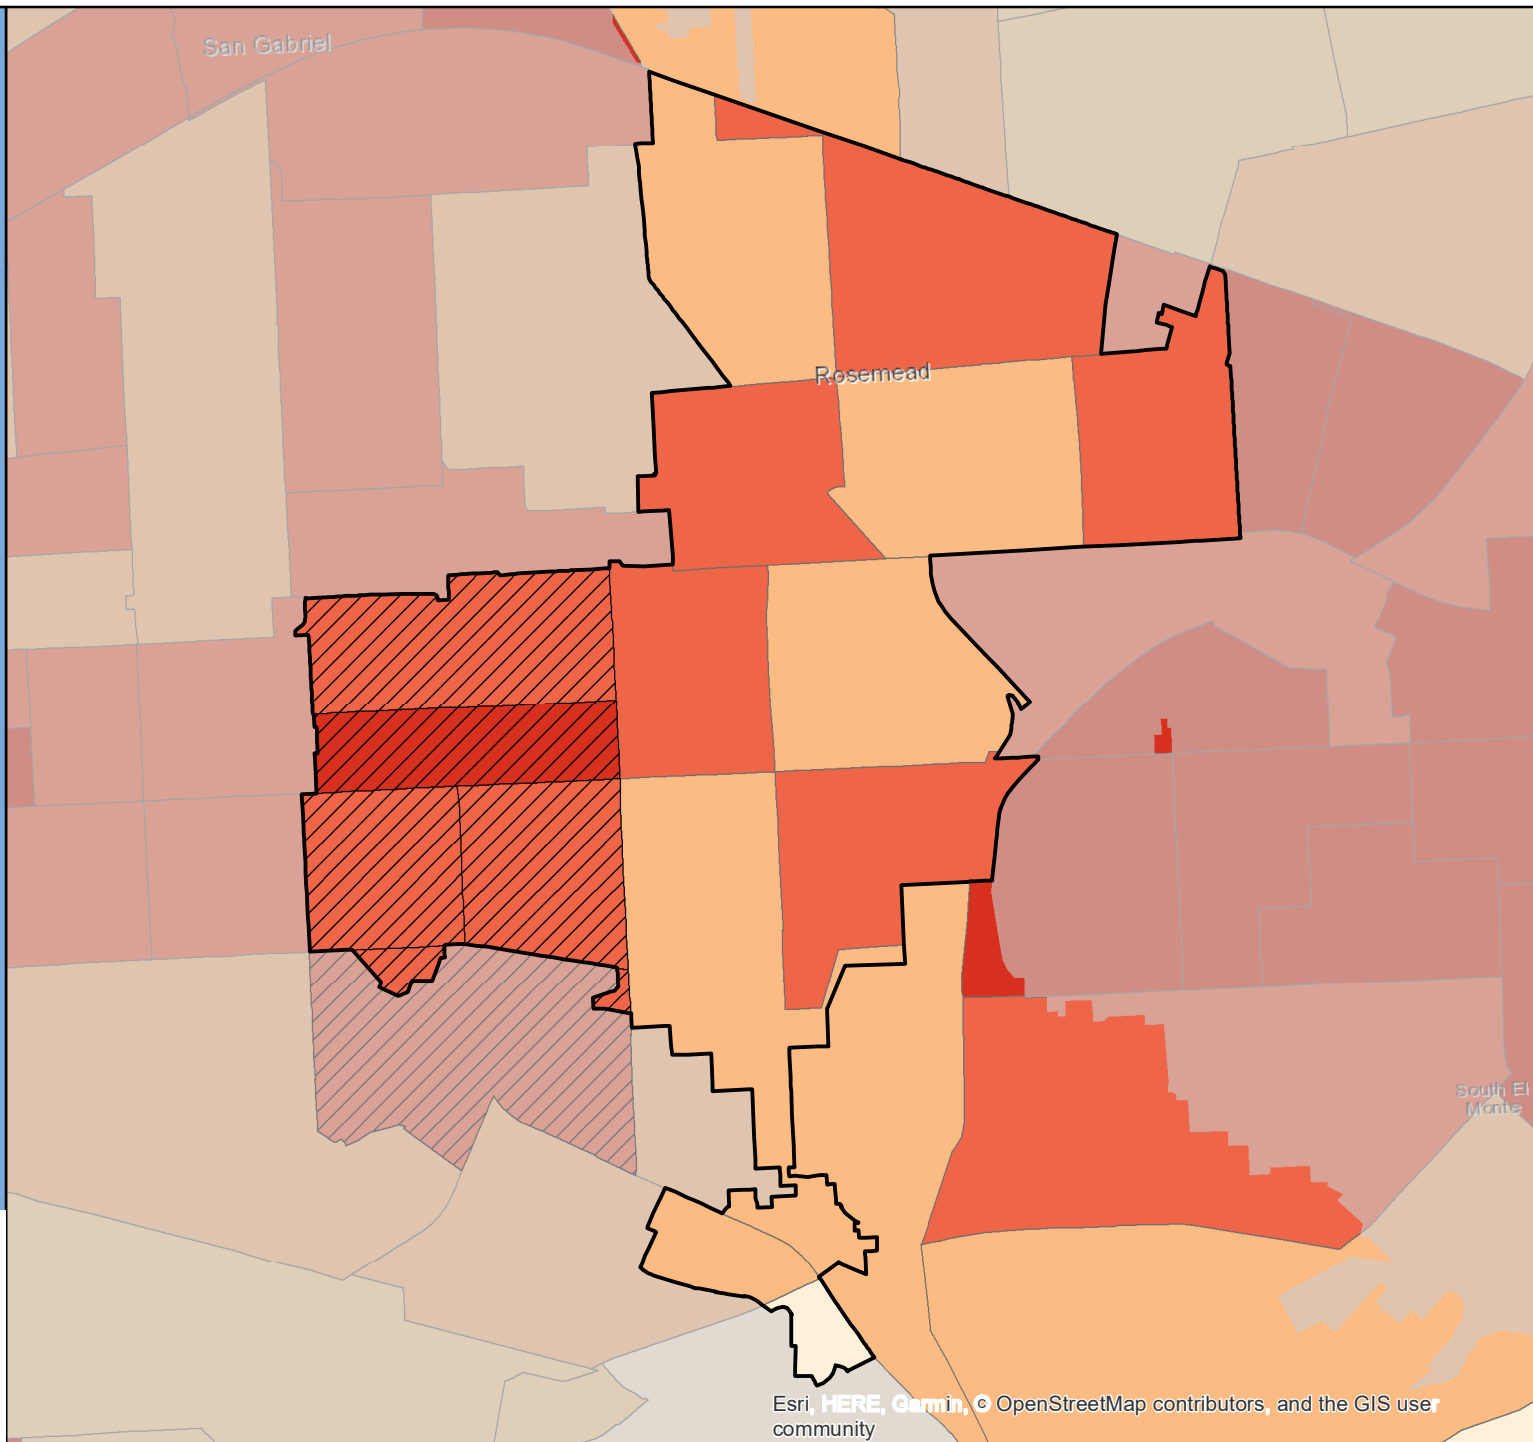 San Gabriel
Rosemead
South El
Monte
Esri, HERE, Garmin, © OpenStreetMap contributors, and the GIS user
community